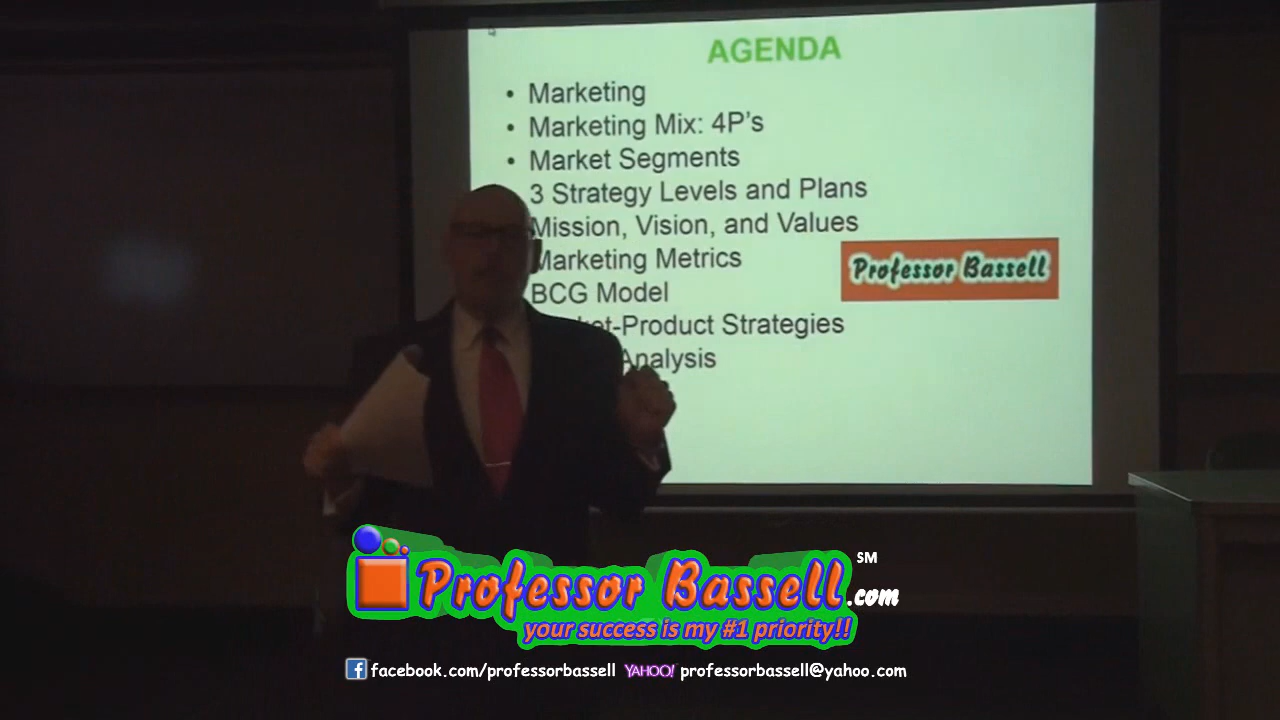 AGENDA
• Marketing
• Marketing Mix: 4P's
• Market Segments
3 Strategy Levels and Plans
Mission, Vision, and Values
Marketing Metrics
Professor Bassell
BCG Model
-Product Strategies
Analysis
Professor Bassell.com SM
your success is my #1 priority!!
facebook.com/professorbassell YAHOO! professorbassell@yahoo.com